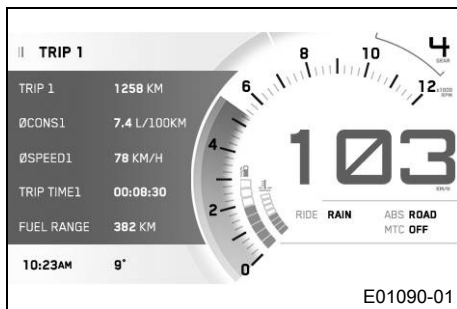 TRIP 1
TRIP 1 1258 KM
ØCONS1 7.4 L/100KM
ØSPEED1 78 KM/H
TRIP TIME1 00:08:30
FUEL RANGE 382 KM
10:23AM 9°
0
2
4
6
8
10
12
x1000
RPM
4
GEAR
103
KM/H
RIDE RAIN
ABS ROAD
MTC OFF
E01090-01